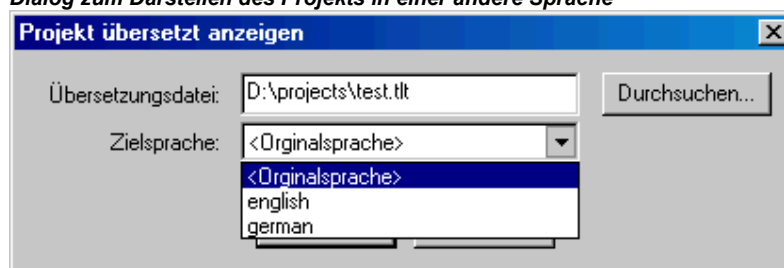 Dialog zum Darstellen des Projekts in einer andere Sprache
Projekt übersetzt anzeigen
Übersetzungsdatei: D:\projects\test.tlt Durchsuchen...
Zielsprache: <Orginalsprache>
<Orginalsprache>
english
german